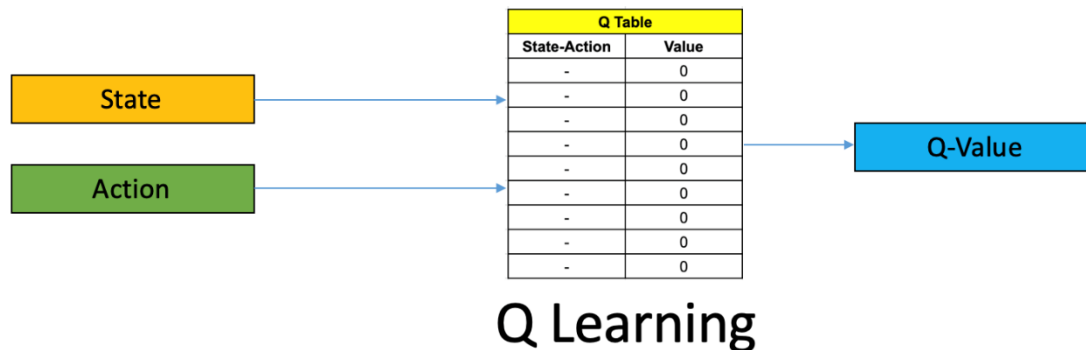 Q Table
State-Action Value
- 0
- 0
- 0
- 0
- 0
- 0
- 0
- 0
- 0
State
Action
Q-Value
Q Learning